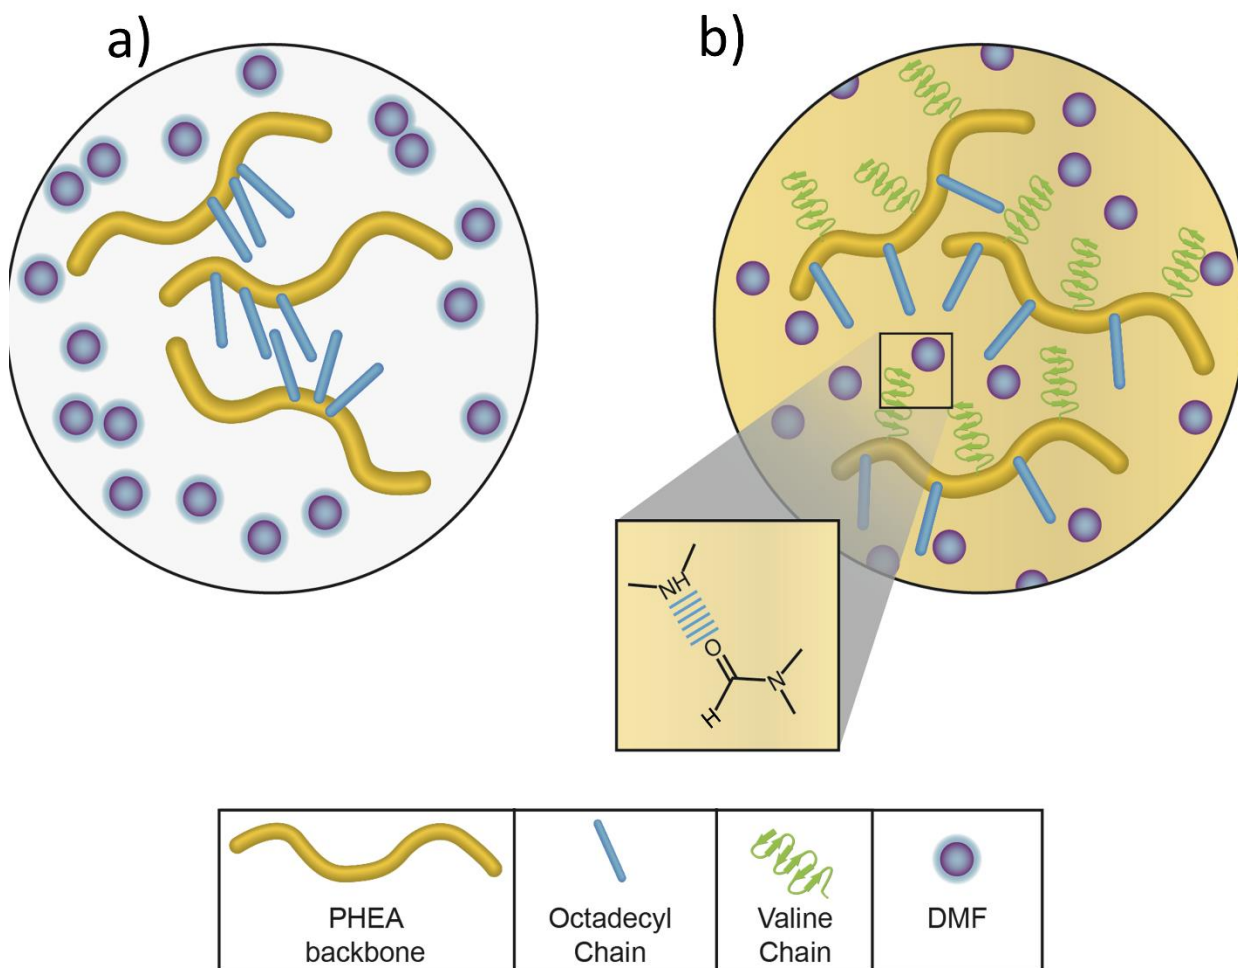 a)
b)
NH
O
N
H
PHEA
backbone
Octadecyl
Chain
Valine
Chain
DMF